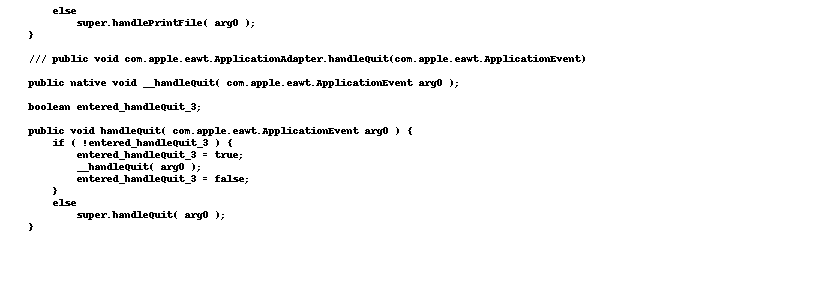 else
super.handlePrintFile( arg0 );
}
/// public void com.apple.eawt.ApplicationAdapter.handleQuit(com.apple.eawt.ApplicationEvent)
public native void __handleQuit( com.apple.eawt.ApplicationEvent arg0 );
boolean entered_handleQuit_3;
public void handleQuit( com.apple.eawt.ApplicationEvent arg0 ) {
if ( !entered_handleQuit_3 ) {
entered_handleQuit_3 = true;
__handleQuit( arg0 );
entered_handleQuit_3 = false;
}
else
super.handleQuit( arg0 );
}